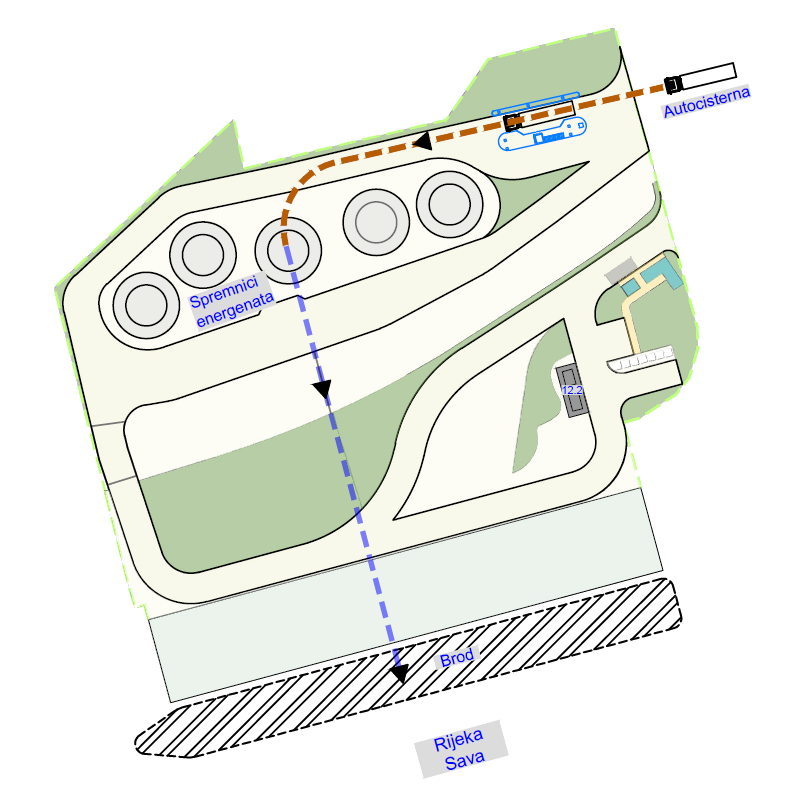 Autocisterna
Spremnici
energenata
12.2
Brod
Rijeka
Sava